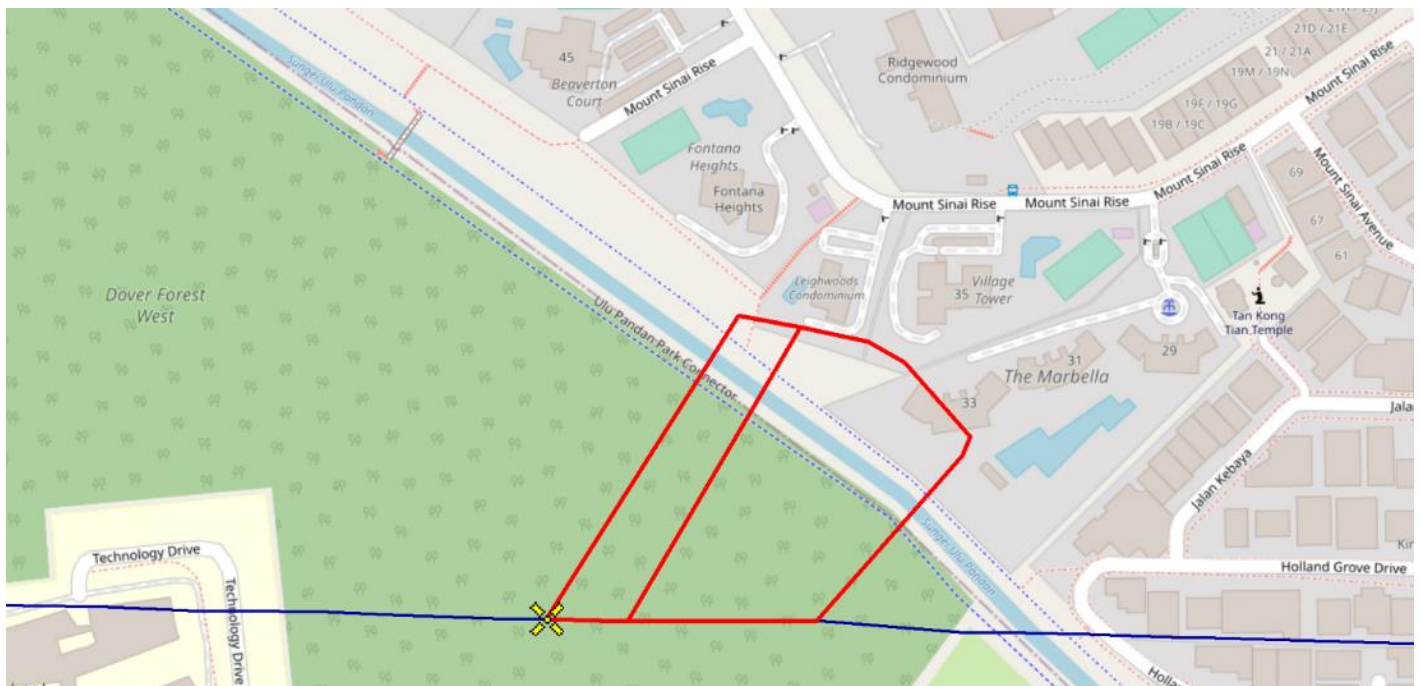 21D / 21E
21 / 21A
19M / 19N
Mount Sinai Rise
45
Beaverton
Court
Ridgewood
Condominium
Sungei Ulu Pandan
Mount Sinai Rise
19F / 19G
19B / 19C
Fontana
Heights
Mount Sinai Rise
69
Mount Sinai Avenue
Fontana
Heights
Mount Sinai Rise
Mount Sinai Rise
67
61
Leighwoods
Condominium
35
Village
Tower
Dover Forest
West
Ulu Pandan Park Connector
Tan Kong
Tian Temple
29
31
The Marbella
33
Jala
Jalan Kebaya
Sungei Ulu Pandan
Technology Drive
Technology Drive
Kin
Holland Grove Drive
Holla